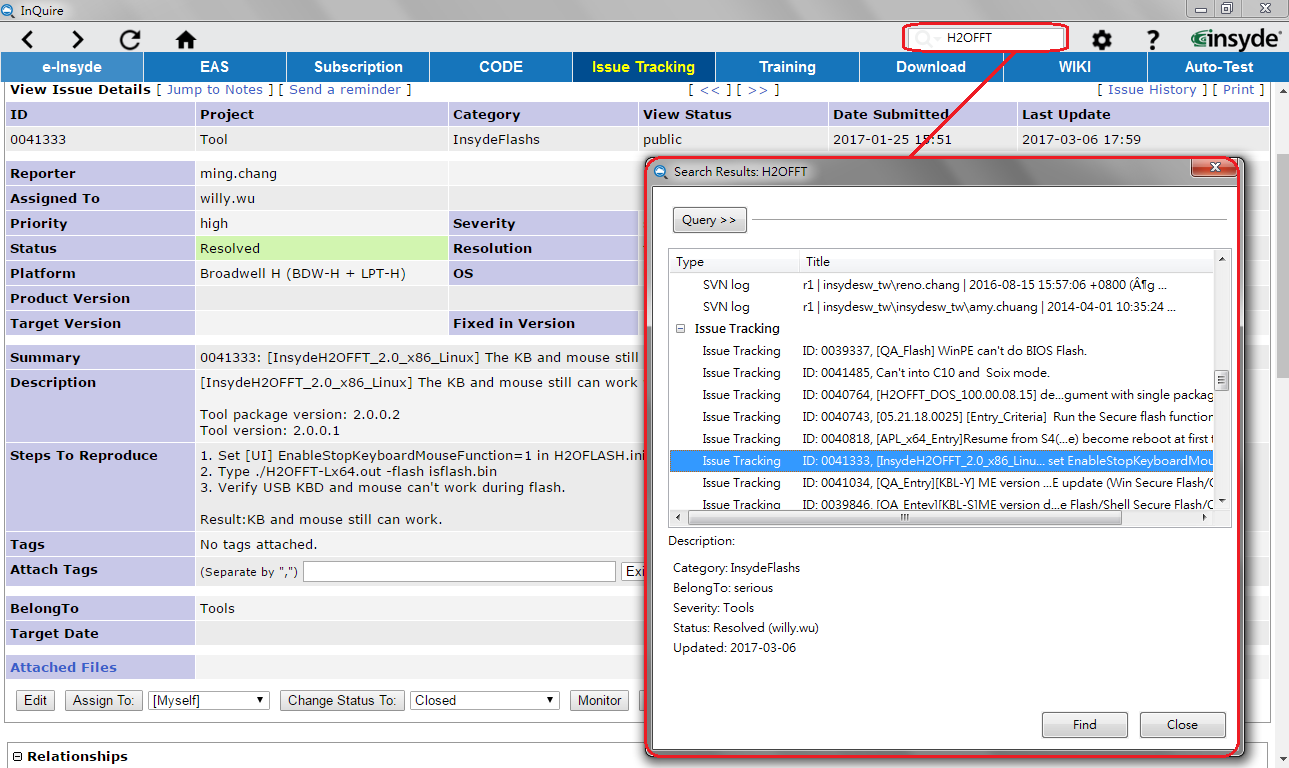 InQuire
H2OFFT
insyde
e-Insyde EAS Subscription CODE Issue Tracking Training Download WIKI Auto-Test
View Issue Details [ Jump to Notes ] [ Send a reminder ] [ << ] [ >> ] [ Issue History ] [ Print ]
ID Project Category View Status Date Submitted Last Update
0041333 Tool InsydeFlashs public 2017-01-25 15:51 2017-03-06 17:59
Reporter ming.chang
Assigned To willy.wu
Priority high Severity
Status Resolved Resolution
Platform Broadwell H (BDW-H + LPT-H) OS
Product Version
Target Version Fixed in Version
Summary 0041333: [InsydeH2OFFT_2.0_x86_Linux] The KB and mouse still
Description [InsydeH2OFFT_2.0_x86_Linux] The KB and mouse still can work
Tool package version: 2.0.0.2
Tool version: 2.0.0.1
Steps To Reproduce 1. Set [UI] EnableStopKeyboardMouseFunction=1 in H2OFLASH.ini
2. Type ./H2OFFT-Lx64.out -flash isflash.bin
3. Verify USB KBD and mouse can't work during flash.
Result:KB and mouse still can work.
Tags No tags attached.
Attach Tags (Separate by ",") Exi
BelongTo Tools
Target Date
Attached Files
Edit Assign To: [Myself] Change Status To: Closed Monitor
Relationships
Search Results: H2OFFT
Query >>
Type Title
SVN log r1 | insydesw_tw\reno.chang | 2016-08-15 15:57:06 +0800 (Â¶g ...
SVN log r1 | insydesw_tw\insydesw_tw\amy.chuang | 2014-04-01 10:35:24 ...
Issue Tracking
Issue Tracking ID: 0039337, [QA_Flash] WinPE can't do BIOS Flash.
Issue Tracking ID: 0041485, Can't into C10 and Soix mode.
Issue Tracking ID: 0040764, [H2OFFT_DOS_100.00.08.15] de...gument with single packag
Issue Tracking ID: 0040743, [05.21.18.0025] [Entry_Criteria] Run the Secure flash function
Issue Tracking ID: 0040818, [APL_x64_Entry]Resume from S4(...e) become reboot at first t
Issue Tracking ID: 0041333, [InsydeH2OFFT_2.0_x86_Linu... set EnableStopKeyboardMou
Issue Tracking ID: 0041034, [QA_Entry][KBL-Y] ME version ...E update (Win Secure Flash/
Issue Tracking ID: 0039846, [QA_Entey][KBL-S]ME version d...e Flash/Shell Secure Flash/
Description:
Category: InsydeFlashs
BelongTo: serious
Severity: Tools
Status: Resolved (willy.wu)
Updated: 2017-03-06
Find Close